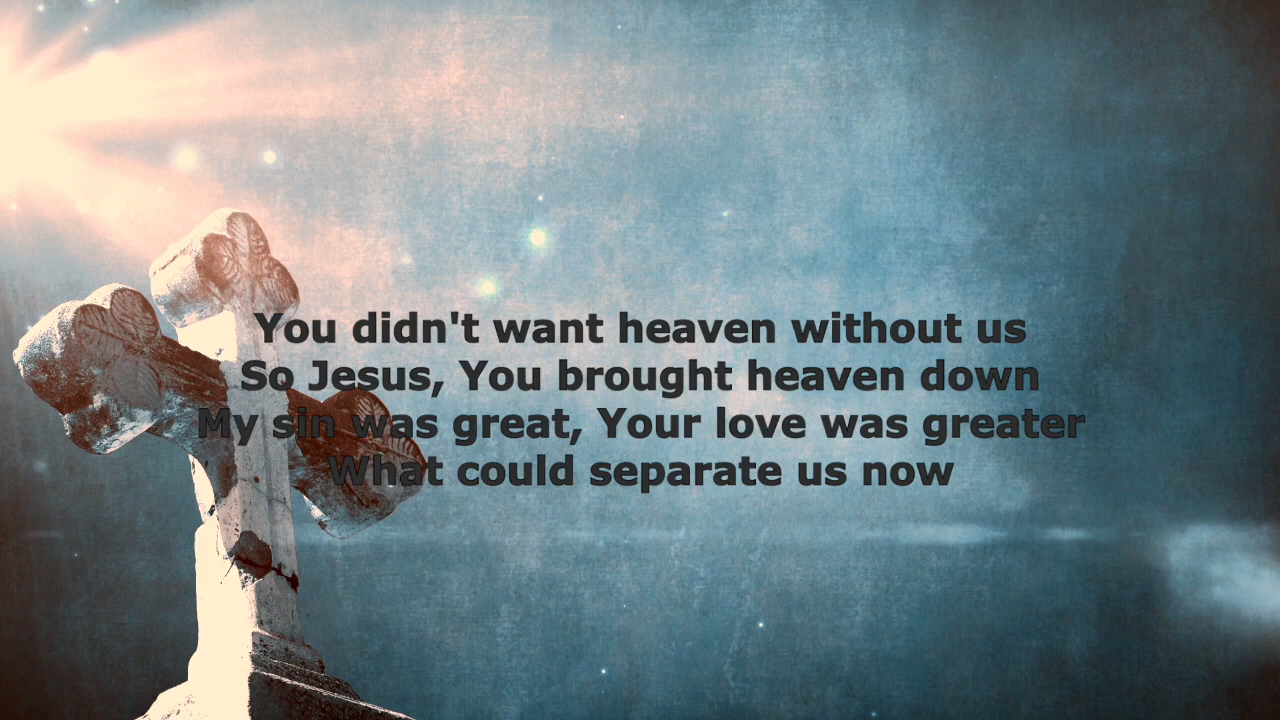 You didn't want heaven without us
So Jesus, You brought heaven down
My sin was great, Your love was greater
What could separate us now